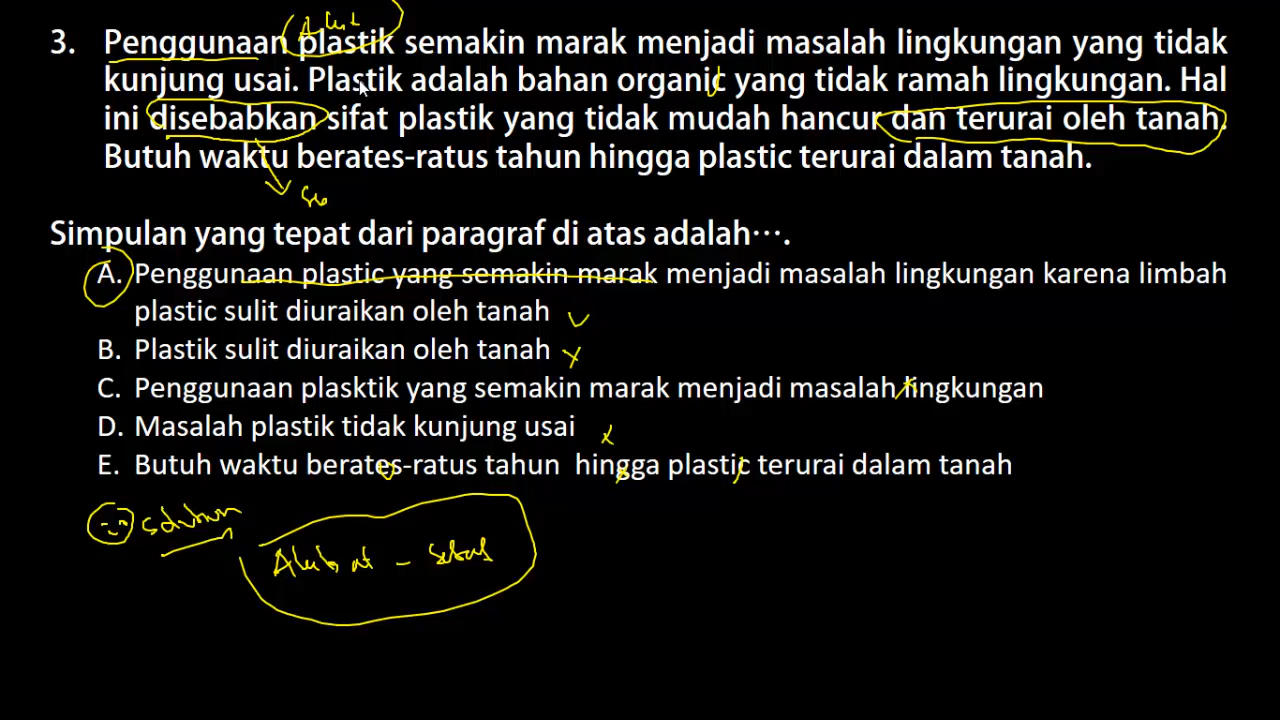 Akibat
3. Penggunaan plastik semakin marak menjadi masalah lingkungan yang tidak
kunjung usai. Plastik adalah bahan organic yang tidak ramah lingkungan. Hal
ini disebabkan sifat plastik yang tidak mudah hancur dan terurai oleh tanah.
Butuh waktu berates-ratus tahun hingga plastic terurai dalam tanah.
Simpulan yang tepat dari paragraf di atas adalah….
A. Penggunaan plastic yang semakin marak menjadi masalah lingkungan karena limbah
plastic sulit diuraikan oleh tanah
B. Plastik sulit diuraikan oleh tanah
C. Penggunaan plasktik yang semakin marak menjadi masalah lingkungan
D. Masalah plastik tidak kunjung usai
E. Butuh waktu berates-ratus tahun hingga plastic terurai dalam tanah
Akibat - sebab